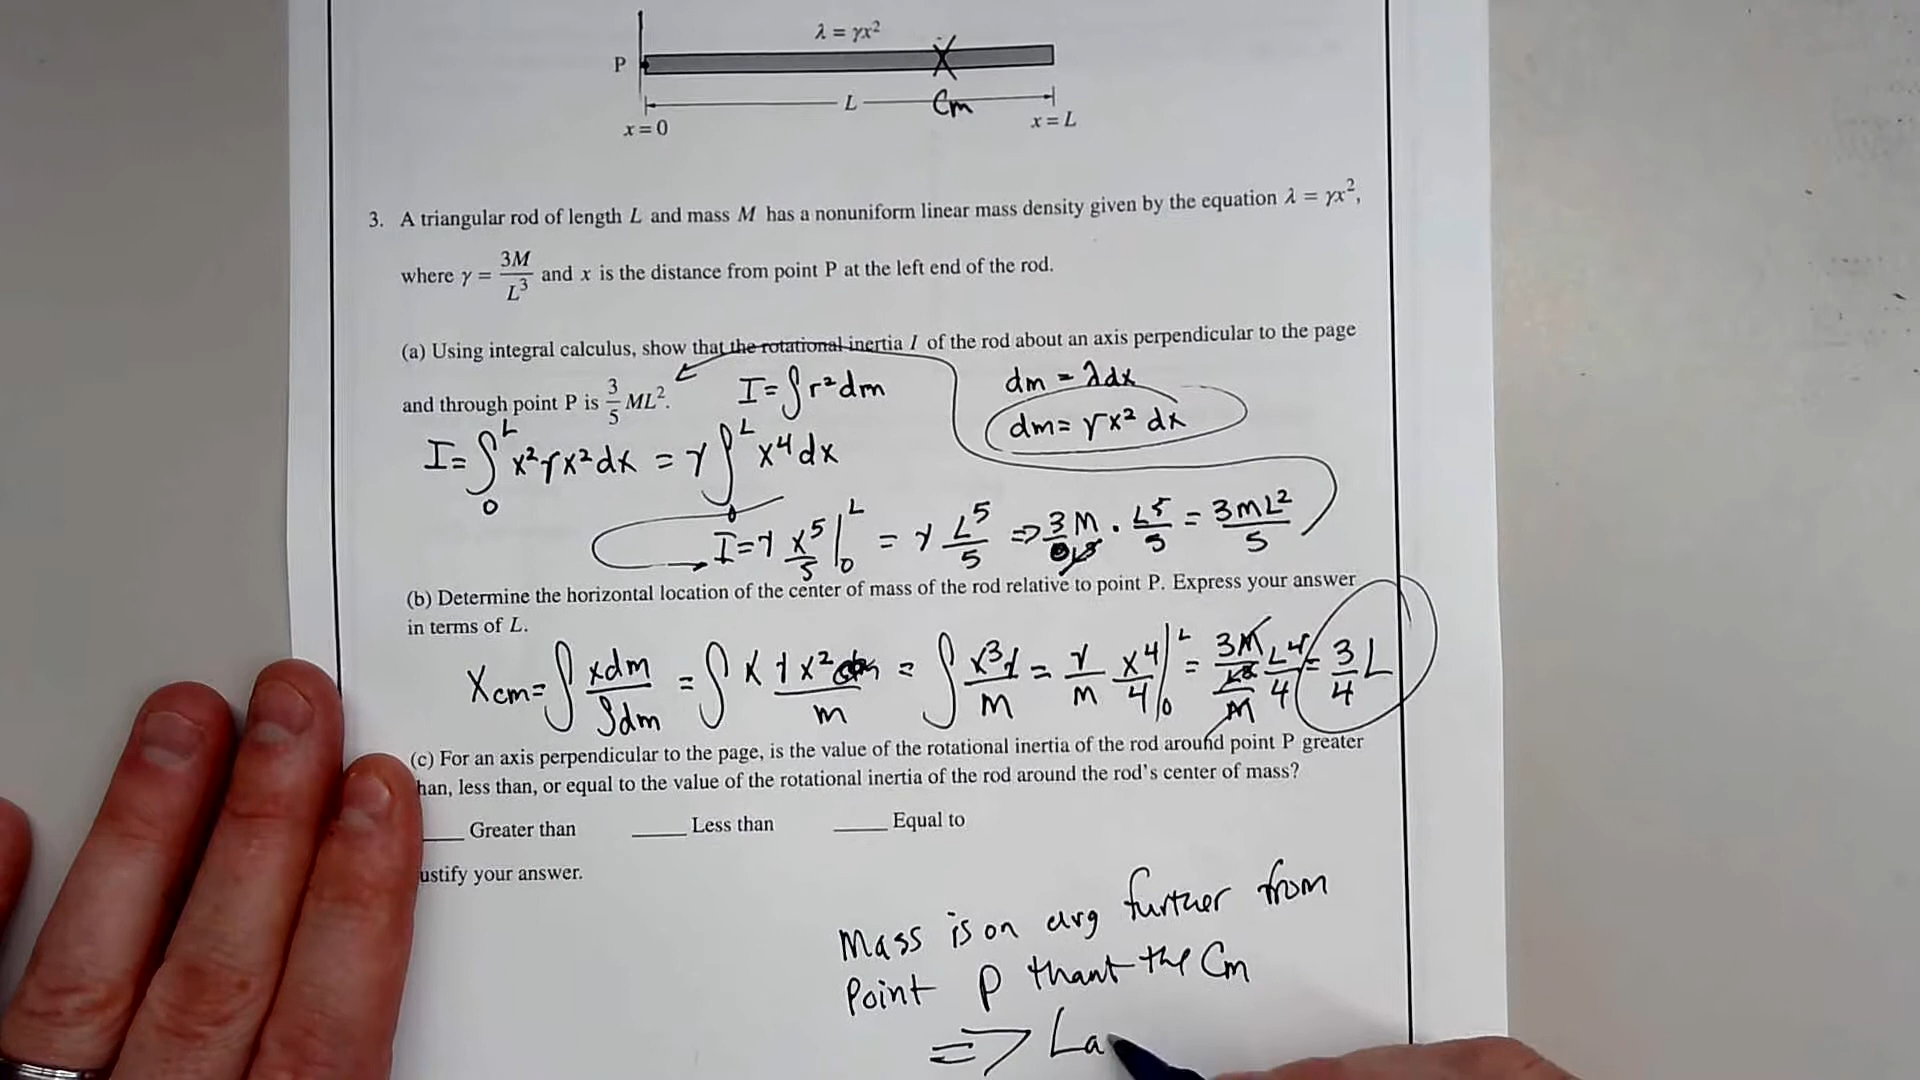 λ = γx²
P
L
Cm
x = 0
x = L
3. A triangular rod of length L and mass M has a nonuniform linear mass density given by the equation λ = γx²,
where γ = 3M/L³ and x is the distance from point P at the left end of the rod.
(a) Using integral calculus, show that the rotational inertia I of the rod about an axis perpendicular to the page
and through point P is 3/5 ML².
I = ∫r²dm
dm = λdx
dm = γx² dx
I = ∫₀ᴸ x²γx²dx = γ∫₀ᴸ x⁴dx
I = γ x⁵/5 |₀ᴸ = γ L⁵/5 ⇒ 3M/L³ · L⁵/5 = 3mL²/5
(b) Determine the horizontal location of the center of mass of the rod relative to point P. Express your answer
in terms of L.
Xcm = ∫ xdm/∫dm = ∫ x γx²/m = ∫ x³γ/m = γ/m x⁴/4 |₀ᴸ = 3M/L³/M L⁴/4 = 3/4 L
(c) For an axis perpendicular to the page, is the value of the rotational inertia of the rod around point P greater
han, less than, or equal to the value of the rotational inertia of the rod around the rod's center of mass?
____ Greater than ____ Less than ____ Equal to
ustify your answer.
Mass is on avg further from
Point P thant the Cm
⇒ La